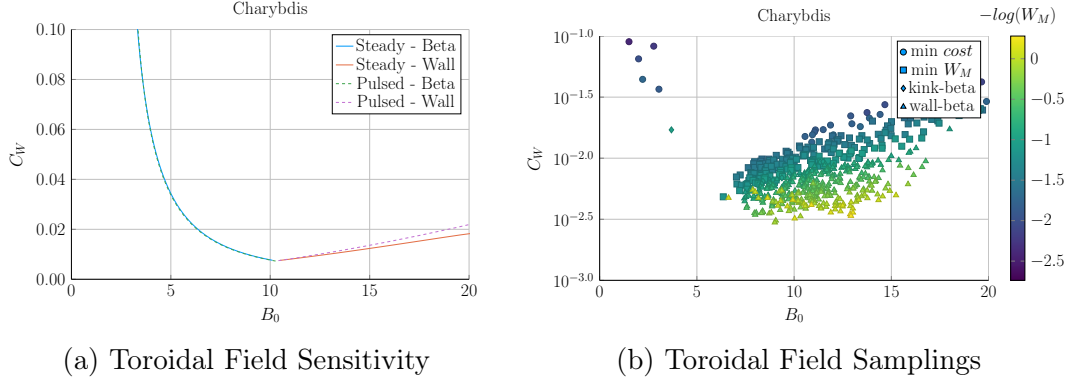 Charybdis
0.10
0.08
0.06
0.04
0.02
0.00
C_W
0
5
10
15
20
B_0
Steady - Beta
Steady - Wall
Pulsed - Beta
Pulsed - Wall
(a) Toroidal Field Sensitivity
Charybdis
10^{-1.0}
10^{-1.5}
10^{-2.0}
10^{-2.5}
10^{-3.0}
C_W
0
5
10
15
20
B_0
min cost
min W_M
kink-beta
wall-beta
-log(W_M)
0
-0.5
-1
-1.5
-2
-2.5
(b) Toroidal Field Samplings